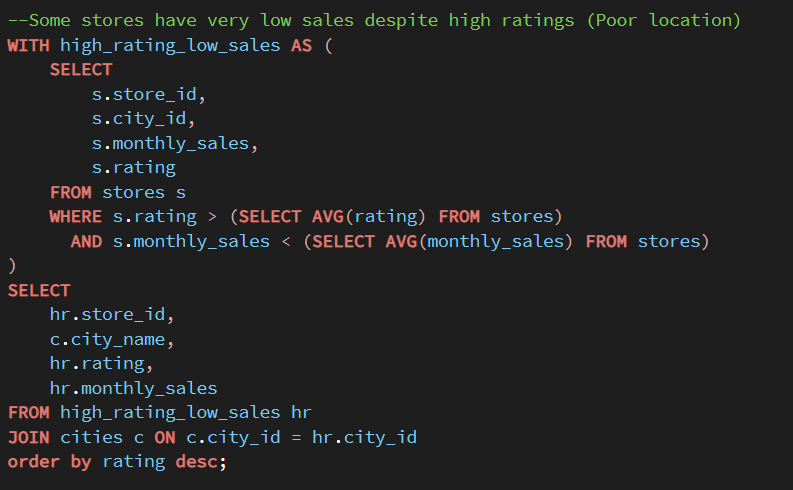 --Some stores have very low sales despite high ratings (Poor location)
WITH high_rating_low_sales AS (
    SELECT
        s.store_id,
        s.city_id,
        s.monthly_sales,
        s.rating
    FROM stores s
    WHERE s.rating > (SELECT AVG(rating) FROM stores)
      AND s.monthly_sales < (SELECT AVG(monthly_sales) FROM stores)
)
SELECT
    hr.store_id,
    c.city_name,
    hr.rating,
    hr.monthly_sales
FROM high_rating_low_sales hr
JOIN cities c ON c.city_id = hr.city_id
order by rating desc;